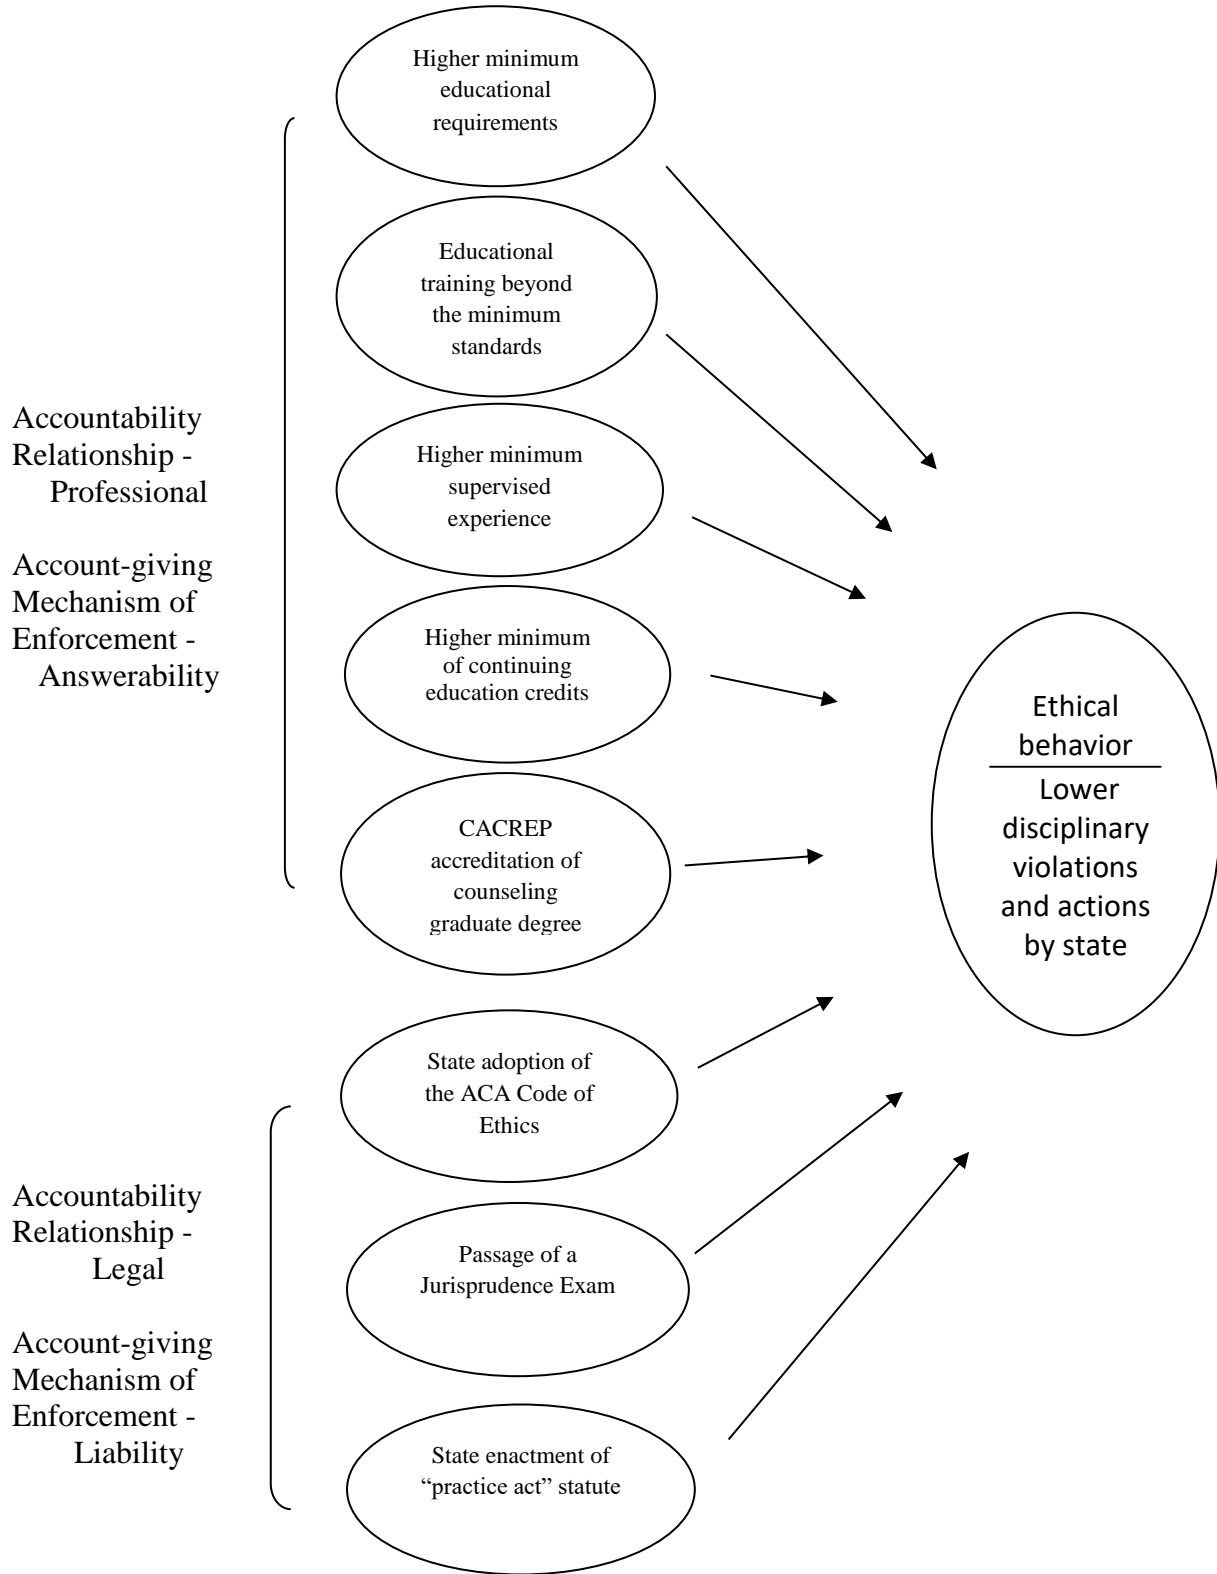 Higher minimum
educational
requirements
Educational
training beyond
the minimum
standards
Higher minimum
supervised
experience
Higher minimum
of continuing
education credits
CACREP
accreditation of
counseling
graduate degree
Accountability
Relationship -
Professional
Account-giving
Mechanism of
Enforcement -
Answerability
State adoption of
the ACA Code of
Ethics
Passage of a
Jurisprudence Exam
State enactment of
“practice act” statute
Accountability
Relationship -
Legal
Account-giving
Mechanism of
Enforcement -
Liability
Ethical
behavior
Lower
disciplinary
violations
and actions
by state